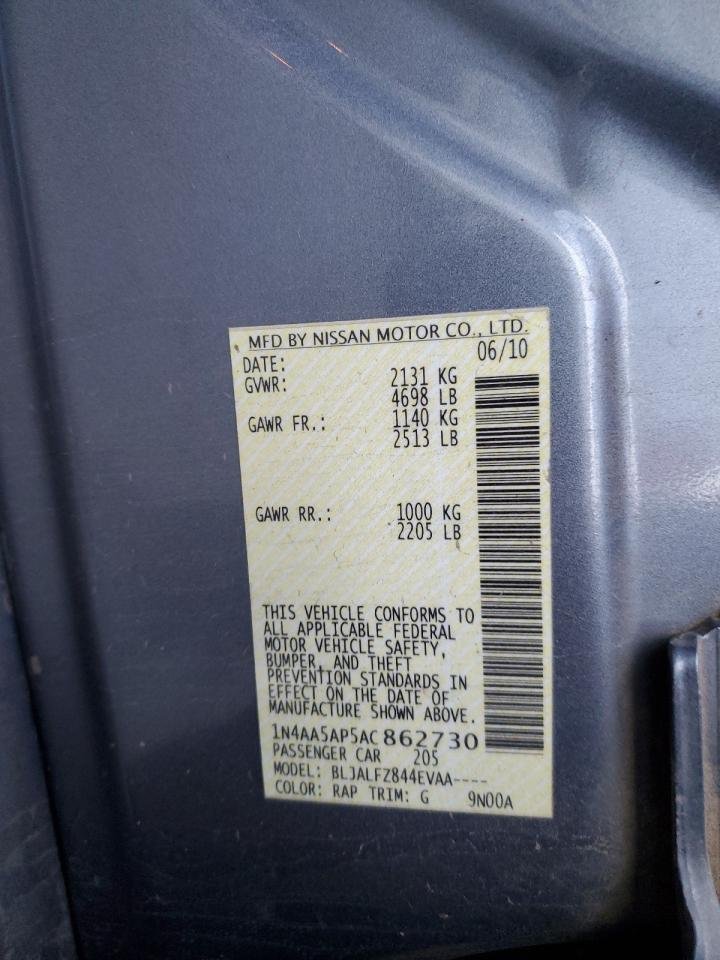 MFD BY NISSAN MOTOR CO., LTD.
DATE: 06/10
GVWR: 2131 KG
4698 LB
GAWR FR.: 1140 KG
2513 LB
GAWR RR.: 1000 KG
2205 LB
THIS VEHICLE CONFORMS TO
ALL APPLICABLE FEDERAL
MOTOR VEHICLE SAFETY,
BUMPER, AND THEFT
PREVENTION STANDARDS IN
EFFECT ON THE DATE OF
MANUFACTURE SHOWN ABOVE.
1N4AA5AP5AC862730
PASSENGER CAR 205
MODEL: BLJALFZ844EVAA----
COLOR: RAP TRIM: G 9N00A